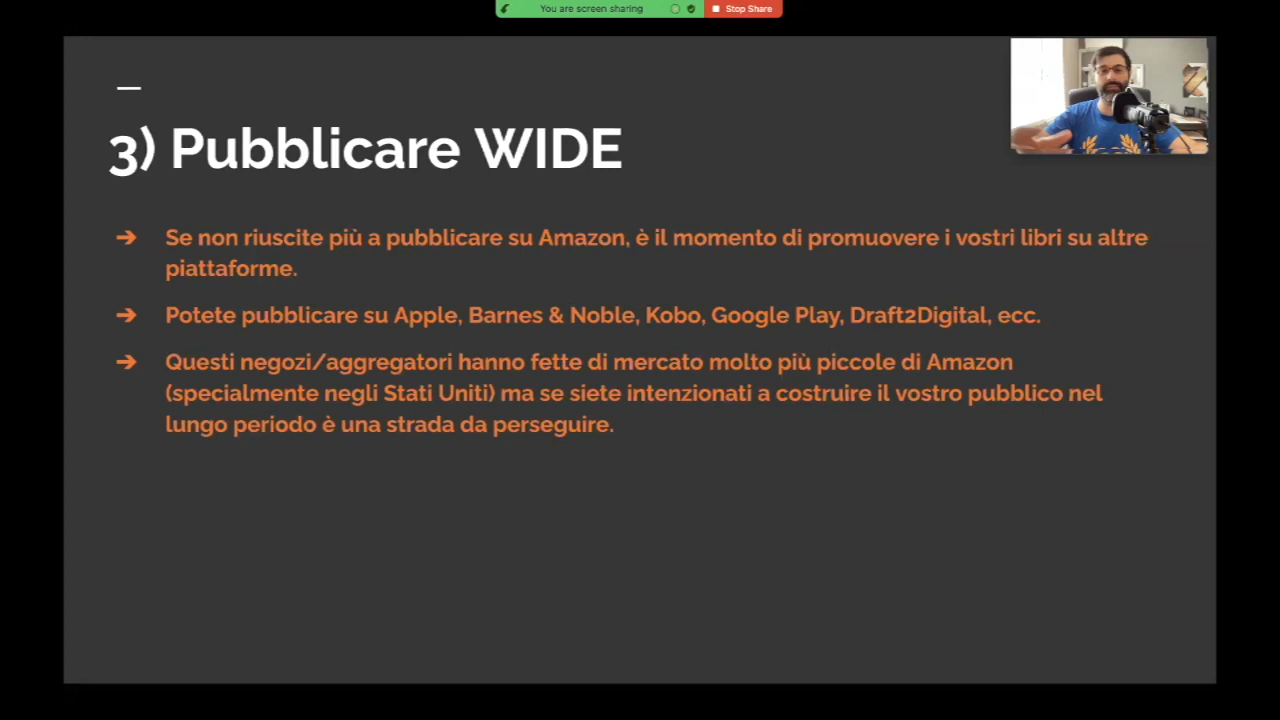 You are screen sharing
Stop Share
3) Pubblicare WIDE
➔ Se non riuscite più a pubblicare su Amazon, è il momento di promuovere i vostri libri su altre
piattaforme.
➔ Potete pubblicare su Apple, Barnes & Noble, Kobo, Google Play, Draft2Digital, ecc.
➔ Questi negozi/aggregatori hanno fette di mercato molto più piccole di Amazon
(specialmente negli Stati Uniti) ma se siete intenzionati a costruire il vostro pubblico nel
lungo periodo è una strada da perseguire.